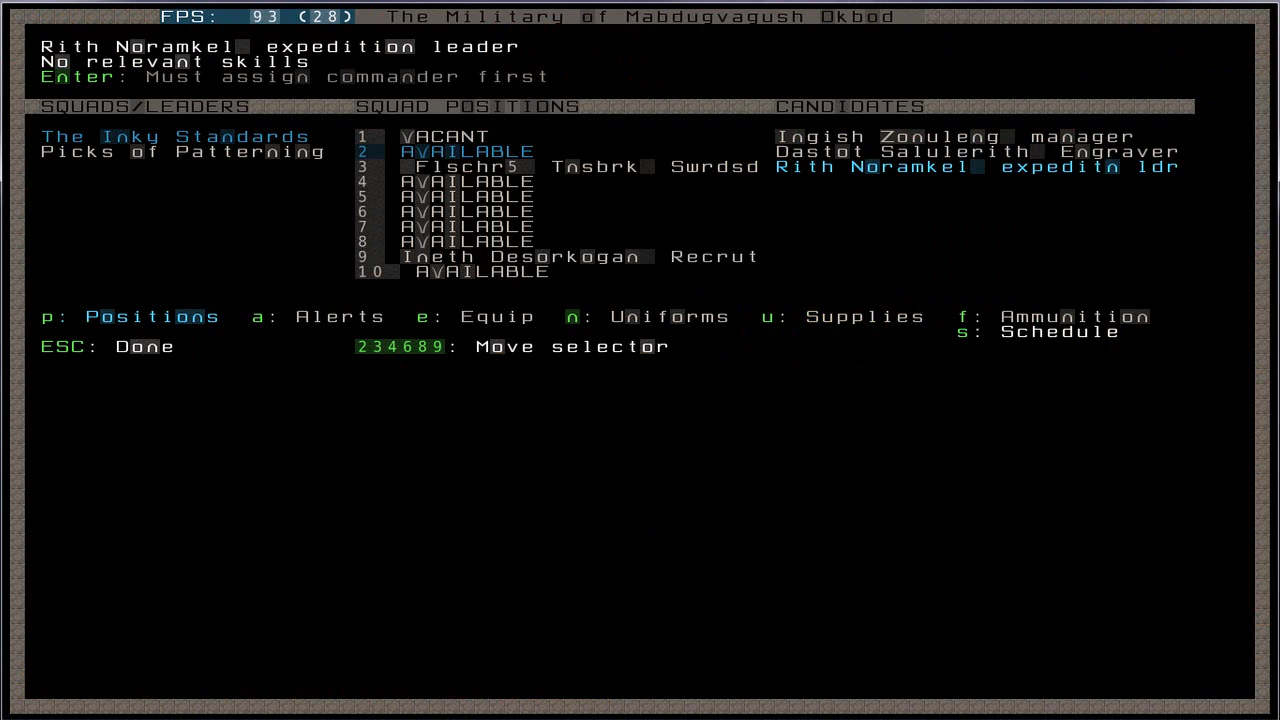 FPS: 93 (28) The Military of Mabdugvagush Okbod
Rith Noramkel expedition leader
No relevant skills
Enter: Must assign commander first
SQUADS/LEADERS SQUAD POSITIONS CANDIDATES
The Inky Standards 1 VACANT Ingish Zonuleng manager
Picks of Patterning 2 AVAILABLE Dastot Salulerith Engraver
3 Flschr5 Tnsbrk Swrdsd Rith Noramkel expeditn ldr
4 AVAILABLE
5 AVAILABLE
6 AVAILABLE
7 AVAILABLE
8 AVAILABLE
9 Ineth Desorkogan Recrut
10 AVAILABLE
p: Positions a: Alerts e: Equip n: Uniforms u: Supplies f: Ammunition
s: Schedule
ESC: Done 234689: Move selector